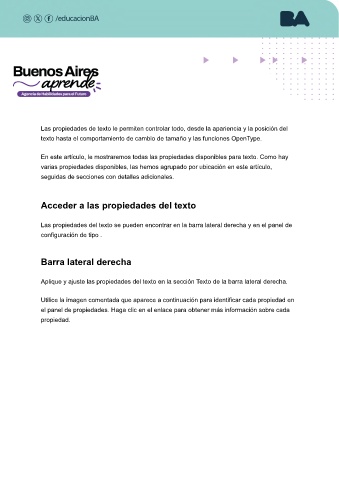 /educacionBA
BA
Buenos Aires
aprende
Agencia de Habilidades para el Futuro
Las propiedades de texto le permiten controlar todo, desde la apariencia y la posición del
texto hasta el comportamiento de cambio de tamaño y las funciones OpenType.
En este artículo, le mostraremos todas las propiedades disponibles para texto. Como hay
varias propiedades disponibles, las hemos agrupado por ubicación en este artículo,
seguidas de secciones con detalles adicionales.
Acceder a las propiedades del texto
Las propiedades del texto se pueden encontrar en la barra lateral derecha y en el panel de
configuración de tipo .
Barra lateral derecha
Aplique y ajuste las propiedades del texto en la sección Texto de la barra lateral derecha.
Utilice la imagen comentada que aparece a continuación para identificar cada propiedad en
el panel de propiedades. Haga clic en el enlace para obtener más información sobre cada
propiedad.